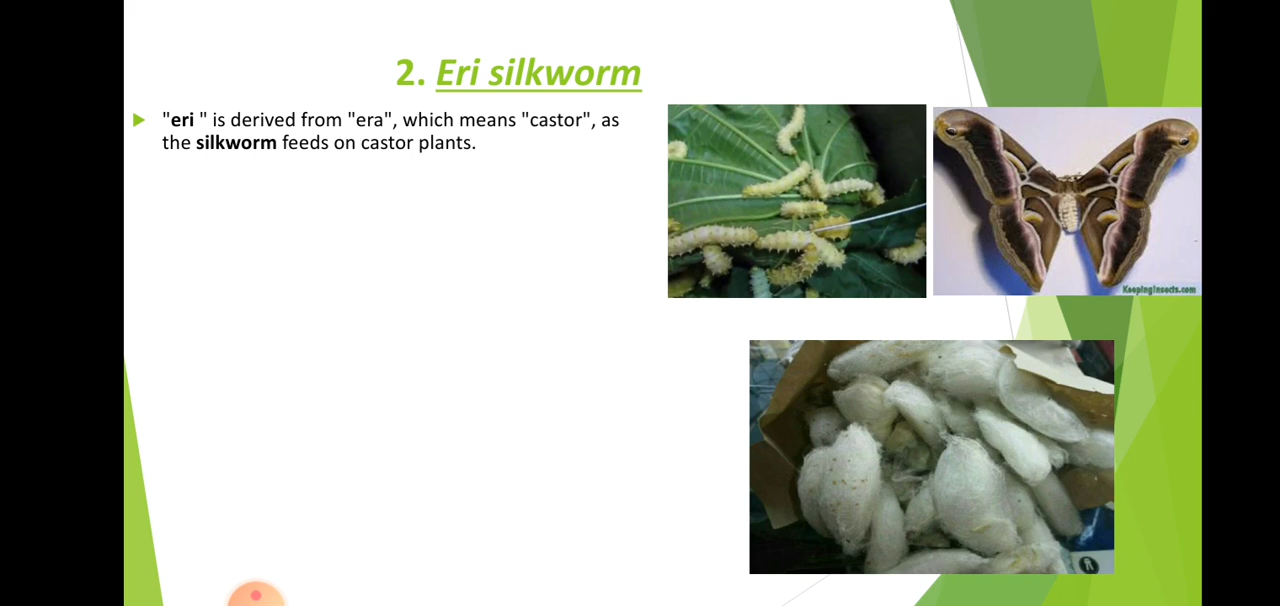 2. Eri silkworm
"eri " is derived from "era", which means "castor", as
the silkworm feeds on castor plants.
KeepingInsects.com